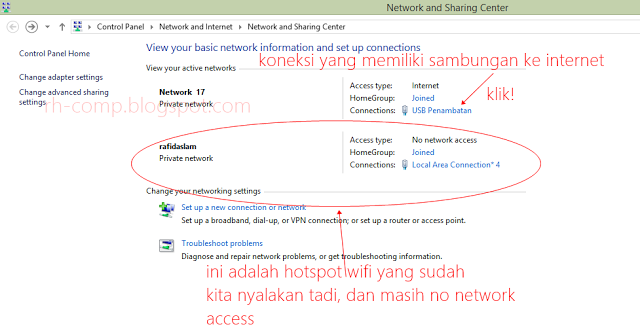 Network and Sharing Center
Control Panel ▸ Network and Internet ▸ Network and Sharing Center
Control Panel Home
Change adapter settings
Change advanced sharing settings
View your basic network information and set up connections
View your active networks
koneksi yang memiliki sambungan ke internet
klik!
Network 17
Private network
Access type: Internet
HomeGroup: Joined
Connections: USB Penambatan
rh-comp.blogspot.com
rafidaslam
Private network
Access type: No network access
HomeGroup: Joined
Connections: Local Area Connection* 4
Change your networking settings
Set up a new connection or network
Set up a broadband, dial-up, or VPN connection; or set up a router or access point.
Troubleshoot problems
Diagnose and repair network problems, or get troubleshooting information.
ini adalah hotspot wifi yang sudah
kita nyalakan tadi, dan masih no network
access